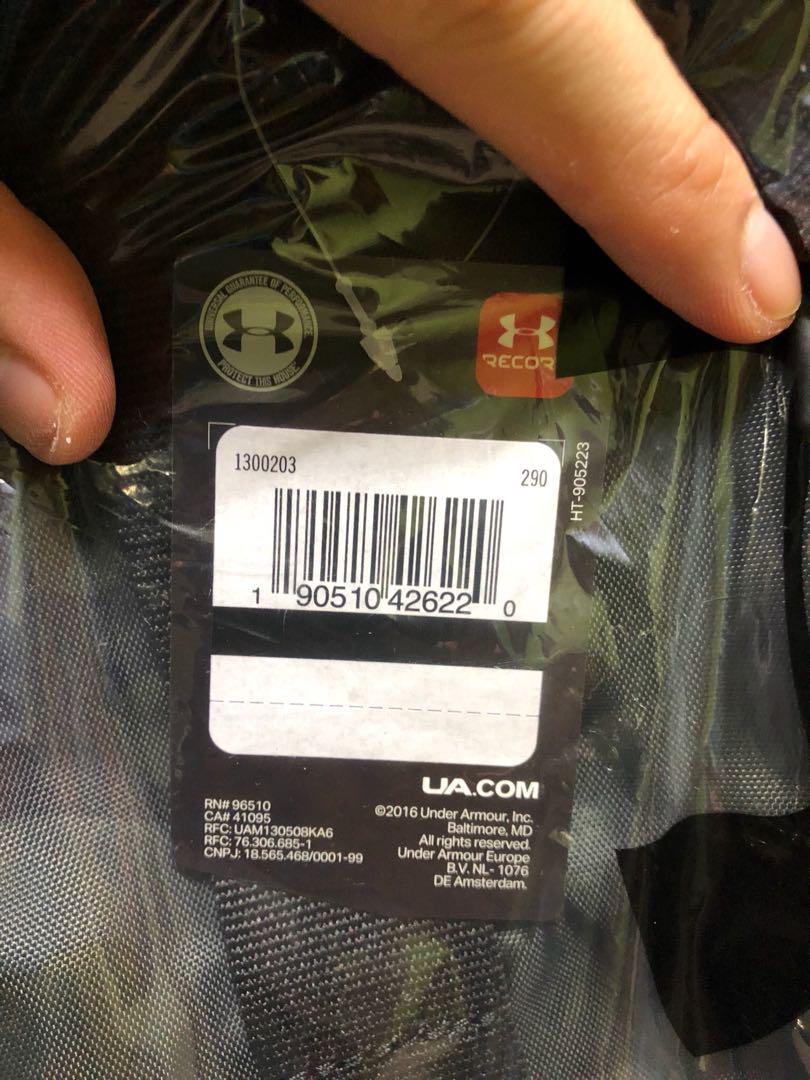 UNIVERSAL GUARANTEE OF PERFORMANCE
PROTECT THIS HOUSE
RECOR
1300203
290
HT-905223
1 90510 42622 0
UA.COM
RN# 96510
CA# 41095
RFC: UAM130508KA6
RFC: 76.306.685-1
CNPJ: 18.565.468/0001-99
©2016 Under Armour, Inc.
Baltimore, MD
All rights reserved.
Under Armour Europe
B.V. NL- 1076
DE Amsterdam.